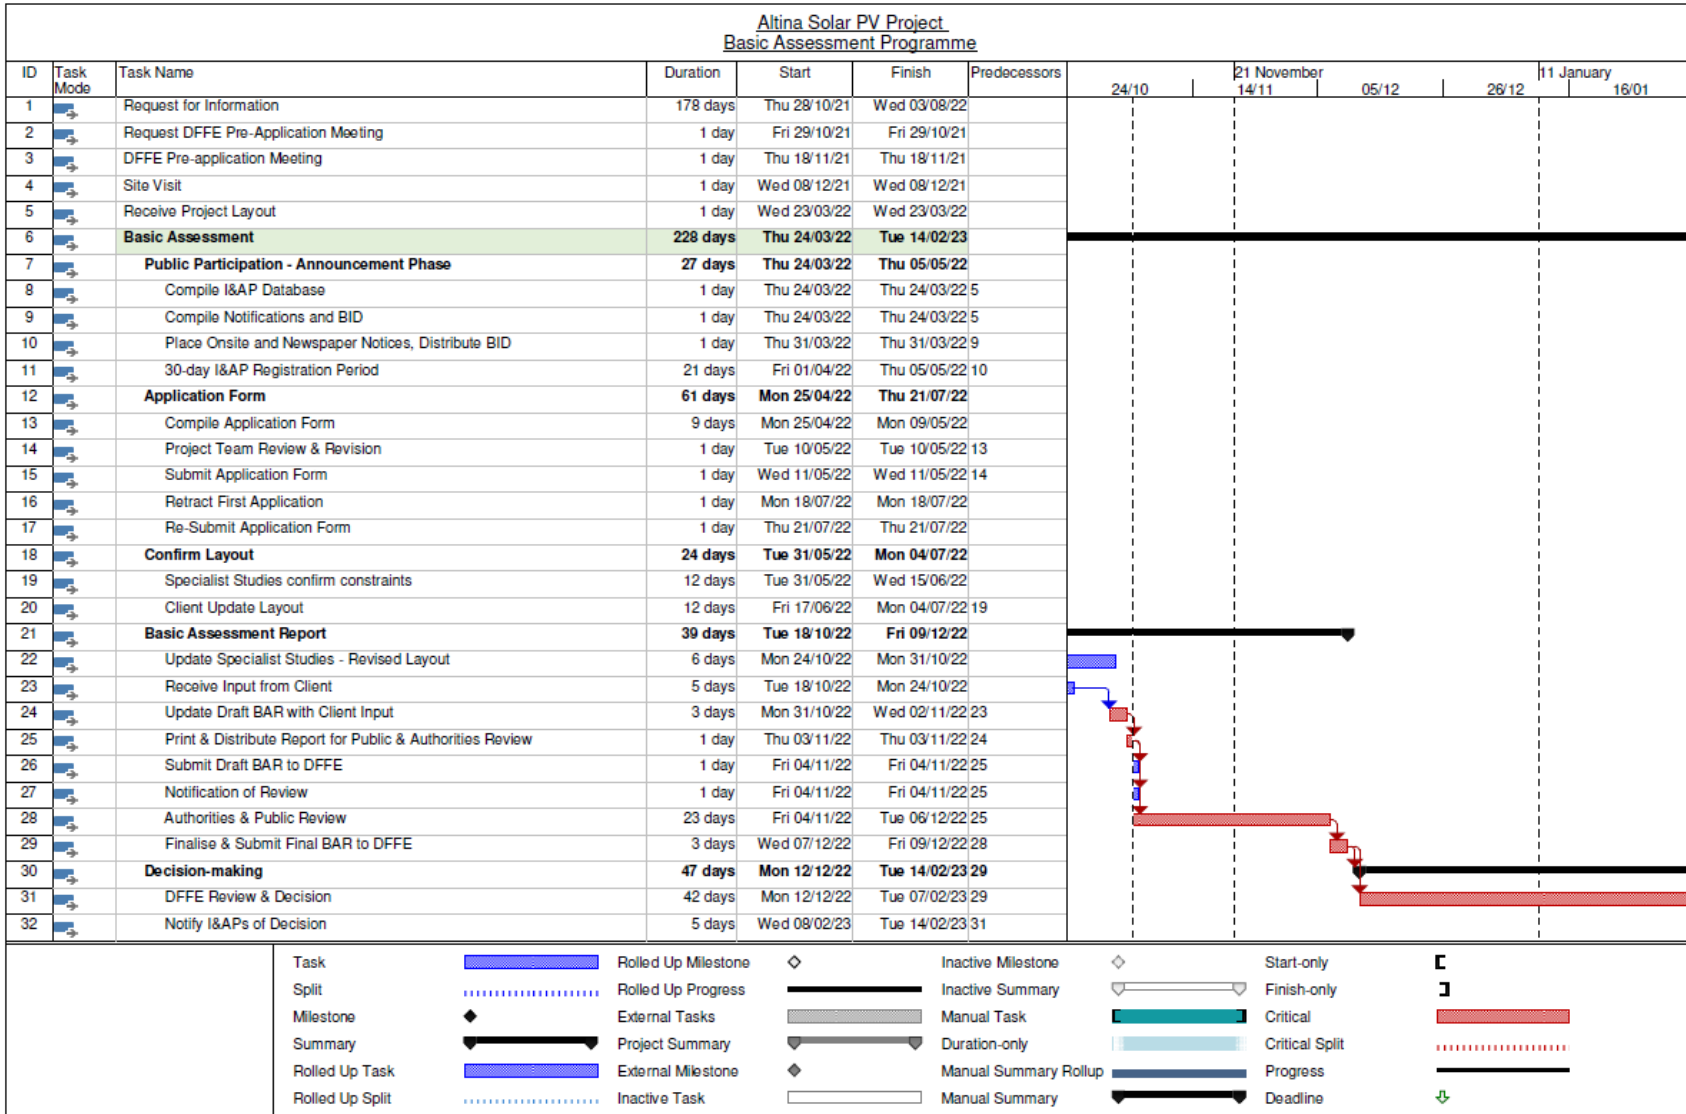 Altina Solar PV Project
Basic Assessment Programme
ID Task Mode Task Name Duration Start Finish Predecessors 21 November 11 January
24/10 14/11 05/12 26/12 16/01
1 Request for Information 178 days Thu 28/10/21 Wed 03/08/22
2 Request DFFE Pre-Application Meeting 1 day Fri 29/10/21 Fri 29/10/21
3 DFFE Pre-application Meeting 1 day Thu 18/11/21 Thu 18/11/21
4 Site Visit 1 day Wed 08/12/21 Wed 08/12/21
5 Receive Project Layout 1 day Wed 23/03/22 Wed 23/03/22
6 Basic Assessment 228 days Thu 24/03/22 Tue 14/02/23
7 Public Participation - Announcement Phase 27 days Thu 24/03/22 Thu 05/05/22
8 Compile I&AP Database 1 day Thu 24/03/22 Thu 24/03/22 5
9 Compile Notifications and BID 1 day Thu 24/03/22 Thu 24/03/22 5
10 Place Onsite and Newspaper Notices, Distribute BID 1 day Thu 31/03/22 Thu 31/03/22 9
11 30-day I&AP Registration Period 21 days Fri 01/04/22 Thu 05/05/22 10
12 Application Form 61 days Mon 25/04/22 Thu 21/07/22
13 Compile Application Form 9 days Mon 25/04/22 Mon 09/05/22
14 Project Team Review & Revision 1 day Tue 10/05/22 Tue 10/05/22 13
15 Submit Application Form 1 day Wed 11/05/22 Wed 11/05/22 14
16 Retract First Application 1 day Mon 18/07/22 Mon 18/07/22
17 Re-Submit Application Form 1 day Thu 21/07/22 Thu 21/07/22
18 Confirm Layout 24 days Tue 31/05/22 Mon 04/07/22
19 Specialist Studies confirm constraints 12 days Tue 31/05/22 Wed 15/06/22
20 Client Update Layout 12 days Fri 17/06/22 Mon 04/07/22 19
21 Basic Assessment Report 39 days Tue 18/10/22 Fri 09/12/22
22 Update Specialist Studies - Revised Layout 6 days Mon 24/10/22 Mon 31/10/22
23 Receive Input from Client 5 days Tue 18/10/22 Mon 24/10/22
24 Update Draft BAR with Client Input 3 days Mon 31/10/22 Wed 02/11/22 23
25 Print & Distribute Report for Public & Authorities Review 1 day Thu 03/11/22 Thu 03/11/22 24
26 Submit Draft BAR to DFFE 1 day Fri 04/11/22 Fri 04/11/22 25
27 Notification of Review 1 day Fri 04/11/22 Fri 04/11/22 25
28 Authorities & Public Review 23 days Fri 04/11/22 Tue 06/12/22 25
29 Finalise & Submit Final BAR to DFFE 3 days Wed 07/12/22 Fri 09/12/22 28
30 Decision-making 47 days Mon 12/12/22 Tue 14/02/23 29
31 DFFE Review & Decision 42 days Mon 12/12/22 Tue 07/02/23 29
32 Notify I&APs of Decision 5 days Wed 08/02/23 Tue 14/02/23 31
Task Rolled Up Milestone Inactive Milestone Start-only
Split Rolled Up Progress Inactive Summary Finish-only
Milestone External Tasks Manual Task Critical
Summary Project Summary Duration-only Critical Split
Rolled Up Task External Milestone Manual Summary Rollup Progress
Rolled Up Split Inactive Task Manual Summary Deadline